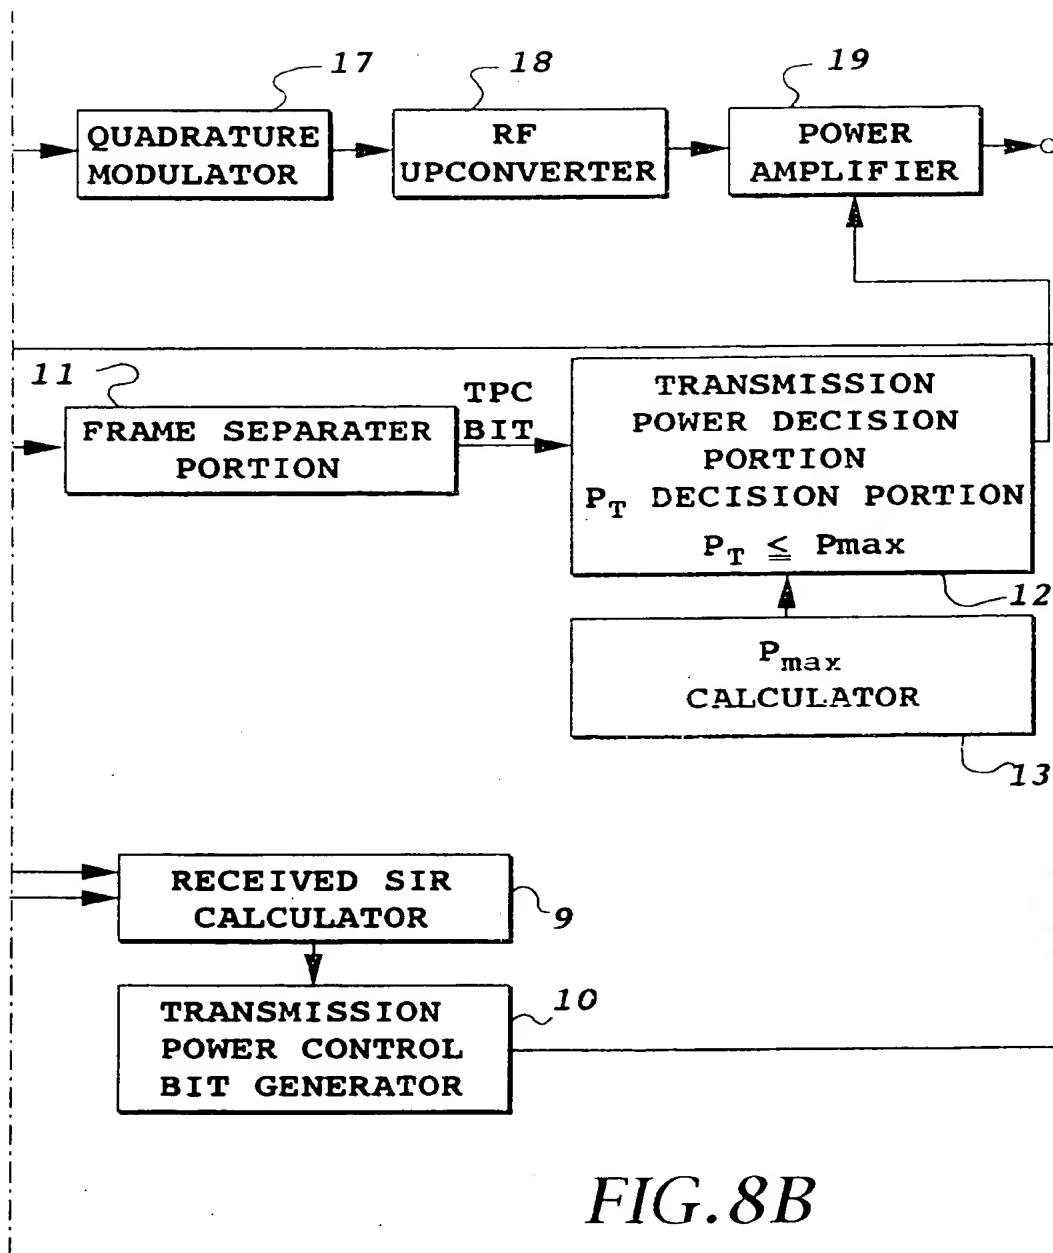 17
18
19
QUADRATURE
MODULATOR
RF
UPCONVERTER
POWER
AMPLIFIER
11
FRAME SEPARATER
PORTION
TPC
BIT
TRANSMISSION
POWER DECISION
PORTION
P_T DECISION PORTION
P_T ≦ Pmax
12
P_max
CALCULATOR
13
RECEIVED SIR
CALCULATOR
9
TRANSMISSION
POWER CONTROL
BIT GENERATOR
10
FIG.8B